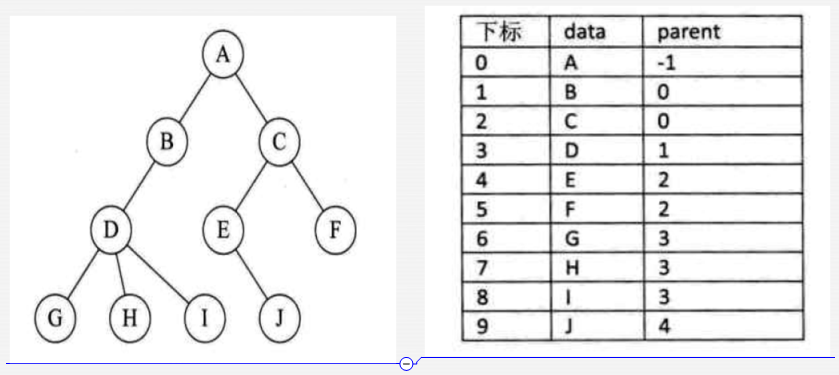 A
B C
D E F
G H I J
下标 data parent
0 A -1
1 B 0
2 C 0
3 D 1
4 E 2
5 F 2
6 G 3
7 H 3
8 I 3
9 J 4